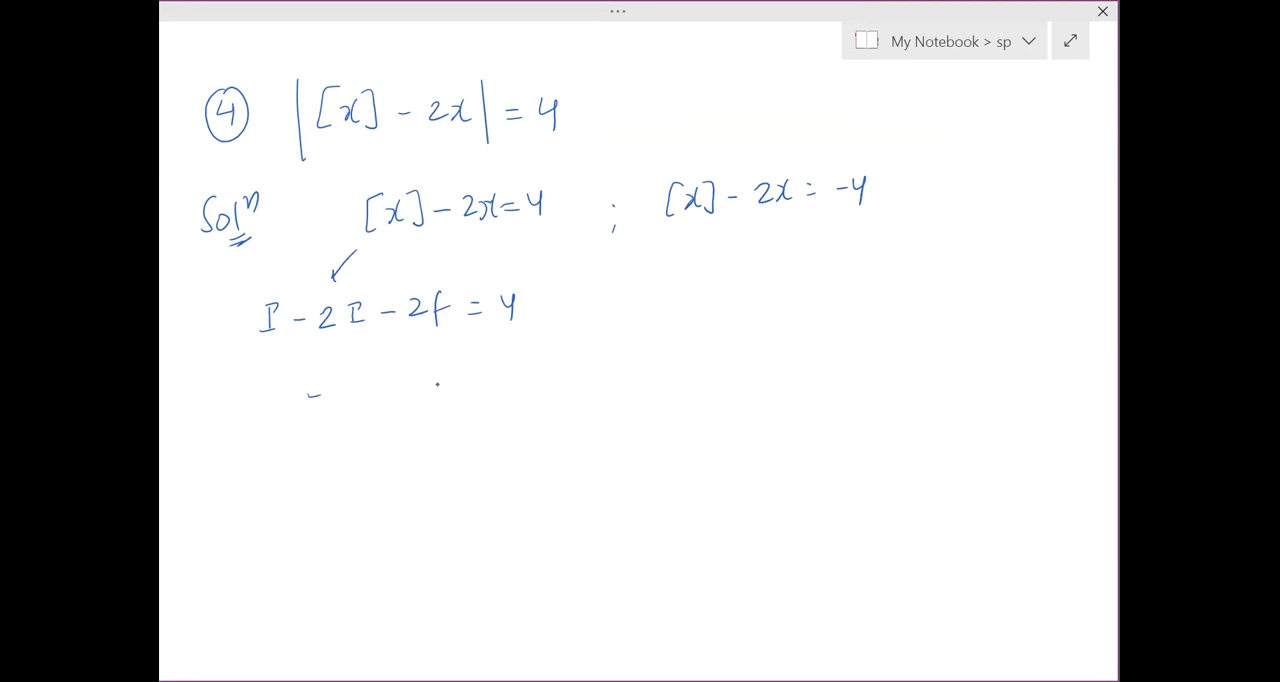 My Notebook > sp
④ |[x] - 2x| = 4
Solⁿ [x] - 2x = 4 ; [x] - 2x = -4
I - 2I - 2f = 4
-